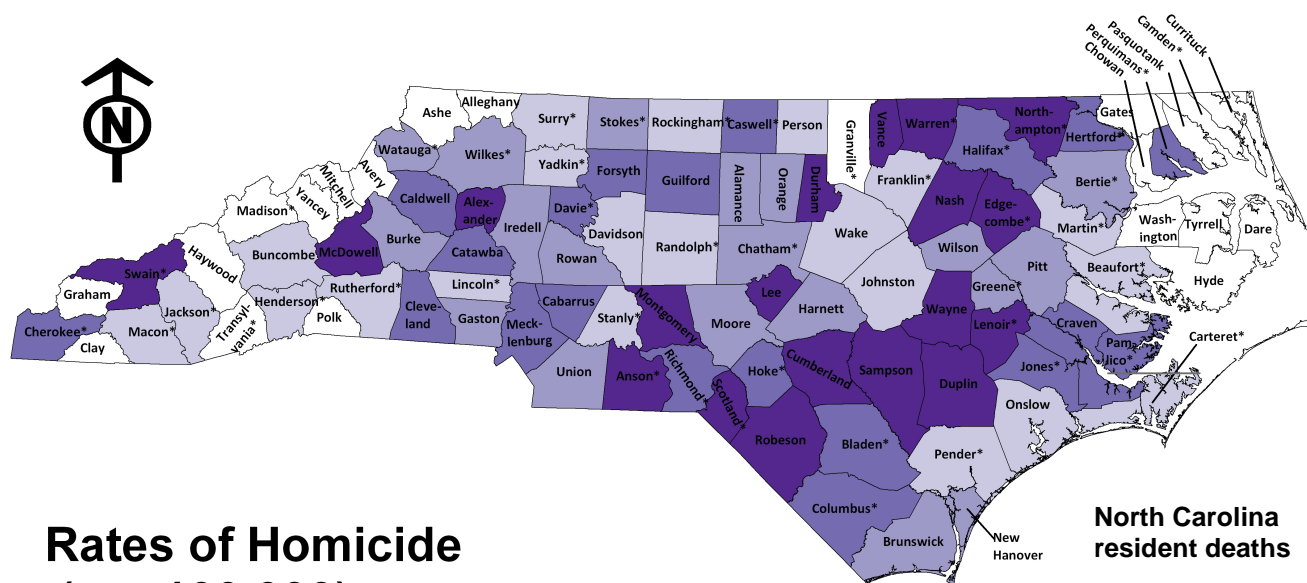 Currituck
Camden*
Pasquotank
Perquimans*
Chowan
N
Ashe
Alleghany
Surry*
Stokes*
Rockingham*
Caswell*
Person
Granville*
Vance
Warren*
North-
ampton*
Hertford*
Gates
Watauga*
Wilkes*
Yadkin*
Forsyth
Guilford
Alamance
Orange
Durham
Franklin*
Halifax*
Bertie*
Avery
Mitchell
Yancey
Madison*
Caldwell
Alex-
ander
Iredell
Davie*
Davidson
Randolph*
Chatham*
Wake
Nash
Edge-
combe*
Martin*
Wash-
ington
Tyrrell
Dare
Haywood
Buncombe
McDowell
Burke
Catawba
Rowan
Wilson
Pitt
Beaufort*
Hyde
Swain*
Graham
Jackson*
Henderson*
Rutherford*
Lincoln*
Cabarrus
Stanly*
Montgomery
Moore
Lee
Harnett
Johnston
Wayne
Greene*
Lenoir*
Craven
Pam-
lico*
Carteret*
Cherokee*
Clay
Macon*
Transyl-
vania*
Polk
Cleve-
land
Gaston
Meck-
lenburg
Union
Anson*
Richmond*
Scotland*
Hoke*
Cumberland
Sampson
Duplin
Jones*
Onslow
Robeson
Bladen*
Pender*
Columbus*
Brunswick
New
Hanover
North Carolina
resident deaths
Rates of Homicide